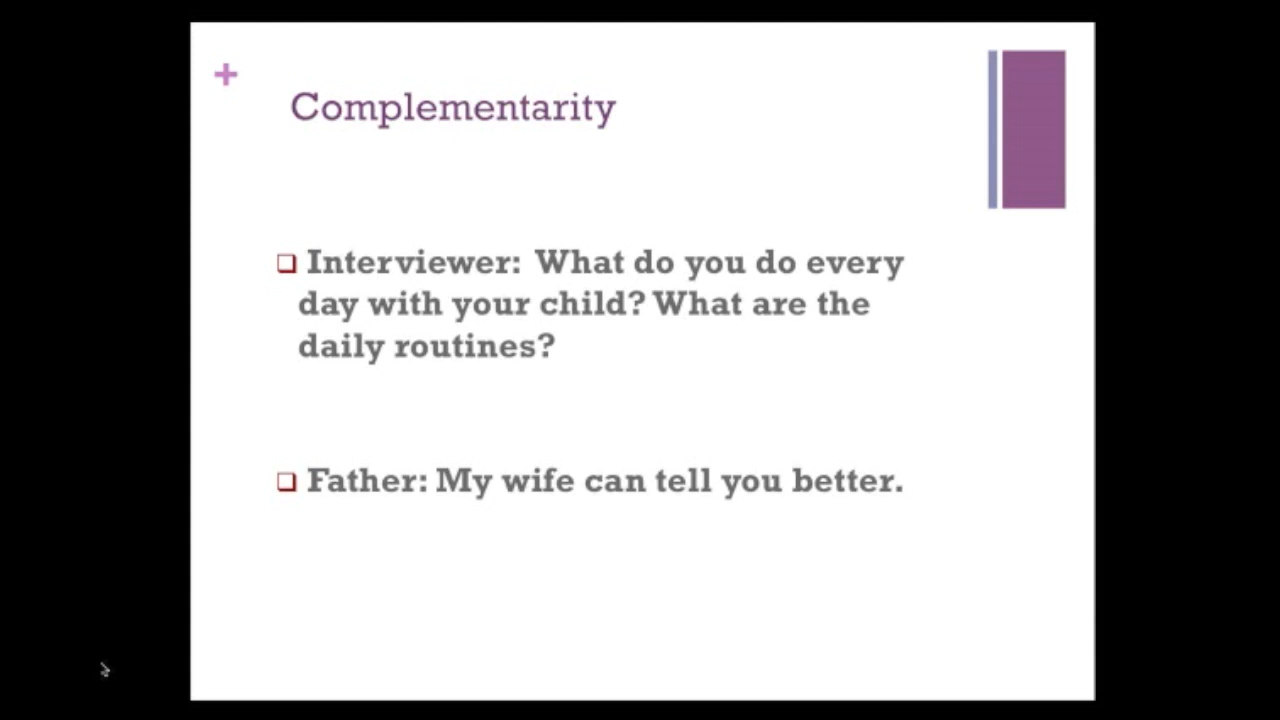 +
Complementarity
❑ Interviewer: What do you do every
day with your child? What are the
daily routines?
❑ Father: My wife can tell you better.